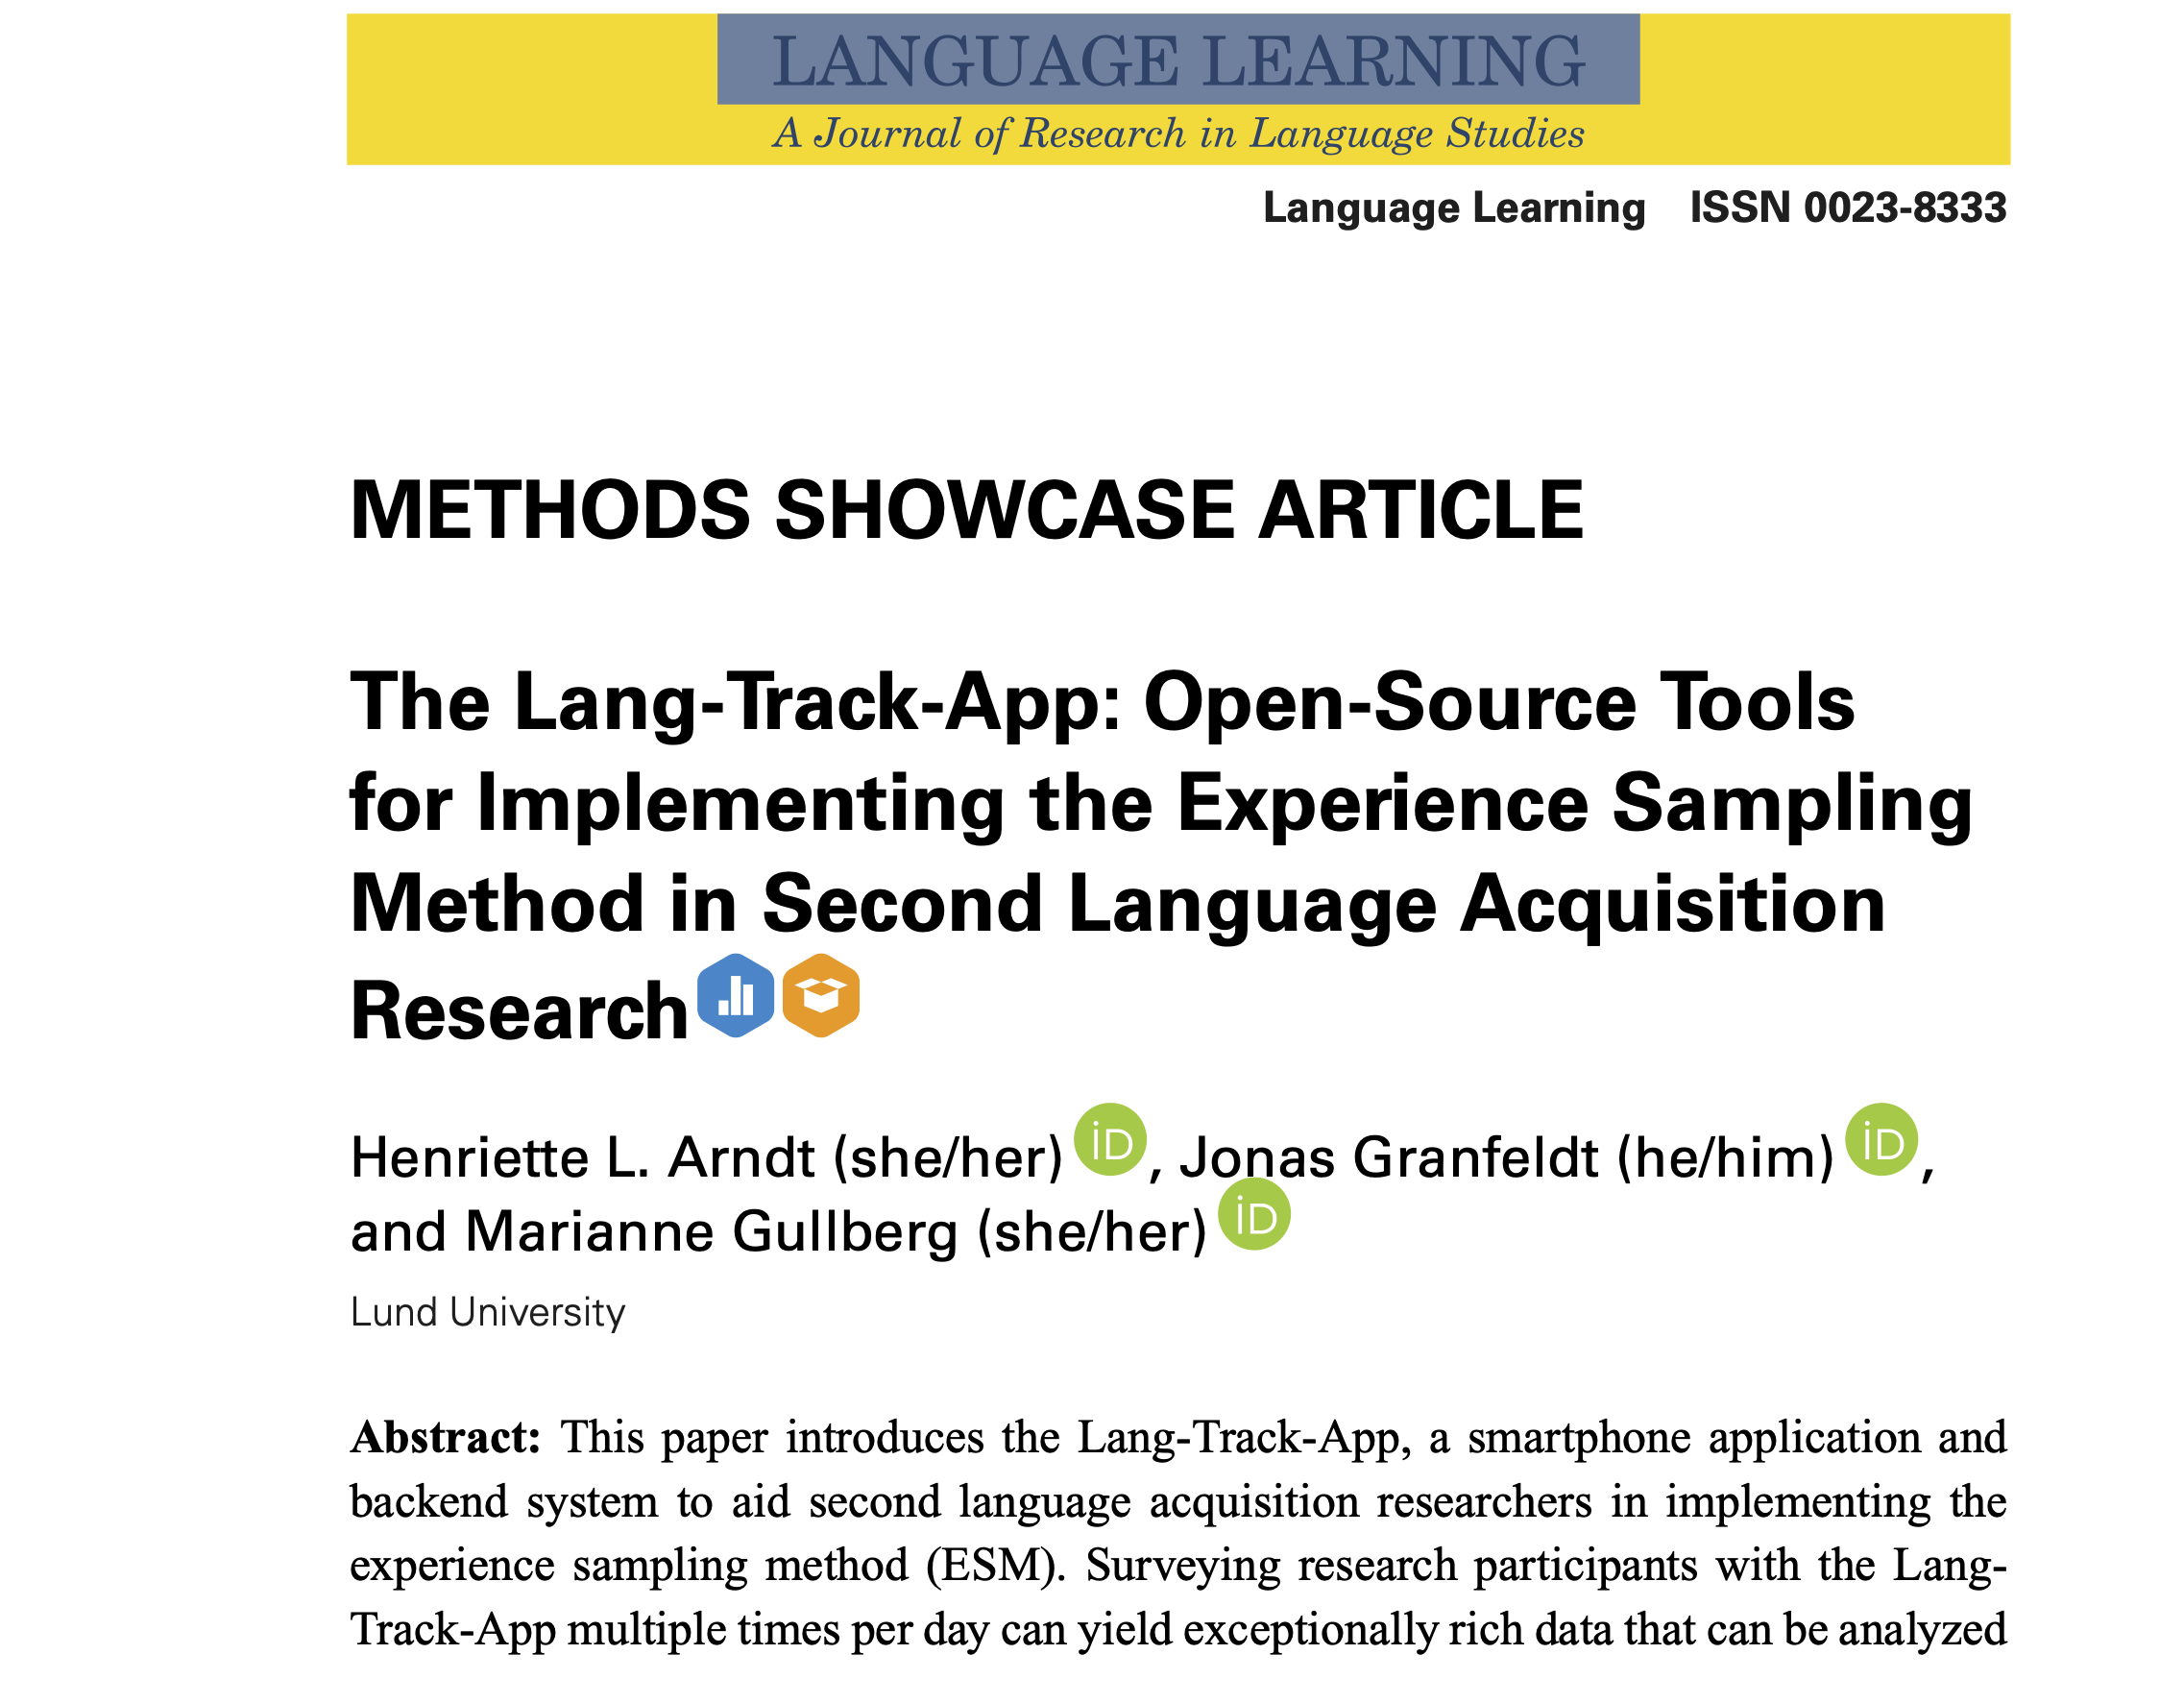 LANGUAGE LEARNING
A Journal of Research in Language Studies
Language Learning ISSN 0023-8333
METHODS SHOWCASE ARTICLE
The Lang-Track-App: Open-Source Tools
for Implementing the Experience Sampling
Method in Second Language Acquisition
Research
Henriette L. Arndt (she/her) iD, Jonas Granfeldt (he/him) iD,
and Marianne Gullberg (she/her) iD
Lund University
Abstract: This paper introduces the Lang-Track-App, a smartphone application and
backend system to aid second language acquisition researchers in implementing the
experience sampling method (ESM). Surveying research participants with the Lang-
Track-App multiple times per day can yield exceptionally rich data that can be analyzed